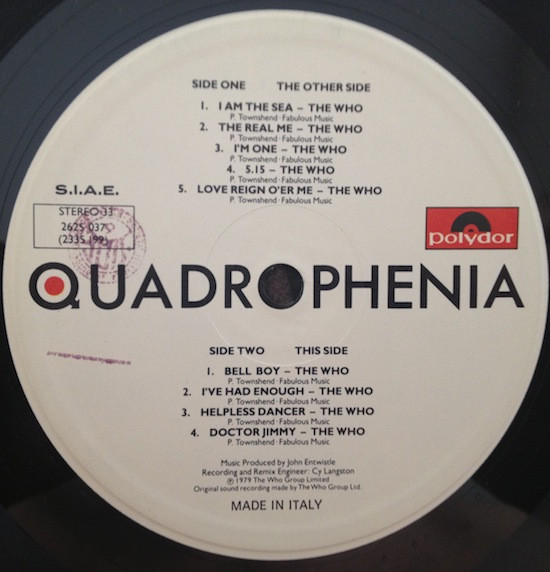 SIDE ONE THE OTHER SIDE
1. I AM THE SEA – THE WHO
P. Townshend · Fabulous Music
2. THE REAL ME – THE WHO
P. Townshend · Fabulous Music
3. I'M ONE – THE WHO
P. Townshend · Fabulous Music
4. 5.15 – THE WHO
P. Townshend · Fabulous Music
5. LOVE REIGN O'ER ME – THE WHO
P. Townshend · Fabulous Music
S.I.A.E.
STEREO 33
2625 037
(2335 199)
polydor
QUADROPHENIA
SIDE TWO THIS SIDE
1. BELL BOY – THE WHO
P. Townshend · Fabulous Music
2. I'VE HAD ENOUGH – THE WHO
P. Townshend · Fabulous Music
3. HELPLESS DANCER – THE WHO
P. Townshend · Fabulous Music
4. DOCTOR JIMMY – THE WHO
P. Townshend · Fabulous Music
Music Produced by John Entwistle
Recording and Remix Engineer: Cy Langston
℗ 1979 The Who Group Limited
Original sound recording made by The Who Group Ltd.
MADE IN ITALY